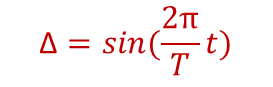 Δ = sin(2π/T t)